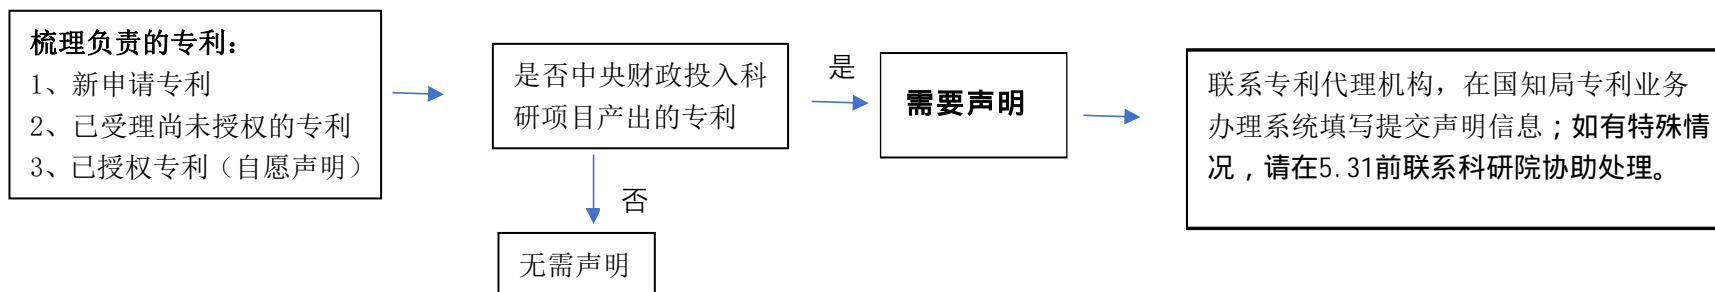 梳理负责的专利：
1、新申请专利
2、已受理尚未授权的专利
3、已授权专利（自愿声明）
是否中央财政投入科
研项目产出的专利
是
需要声明
联系专利代理机构，在国知局专利业务
办理系统填写提交声明信息；如有特殊情
况，请在5.31前联系科研院协助处理。
否
无需声明